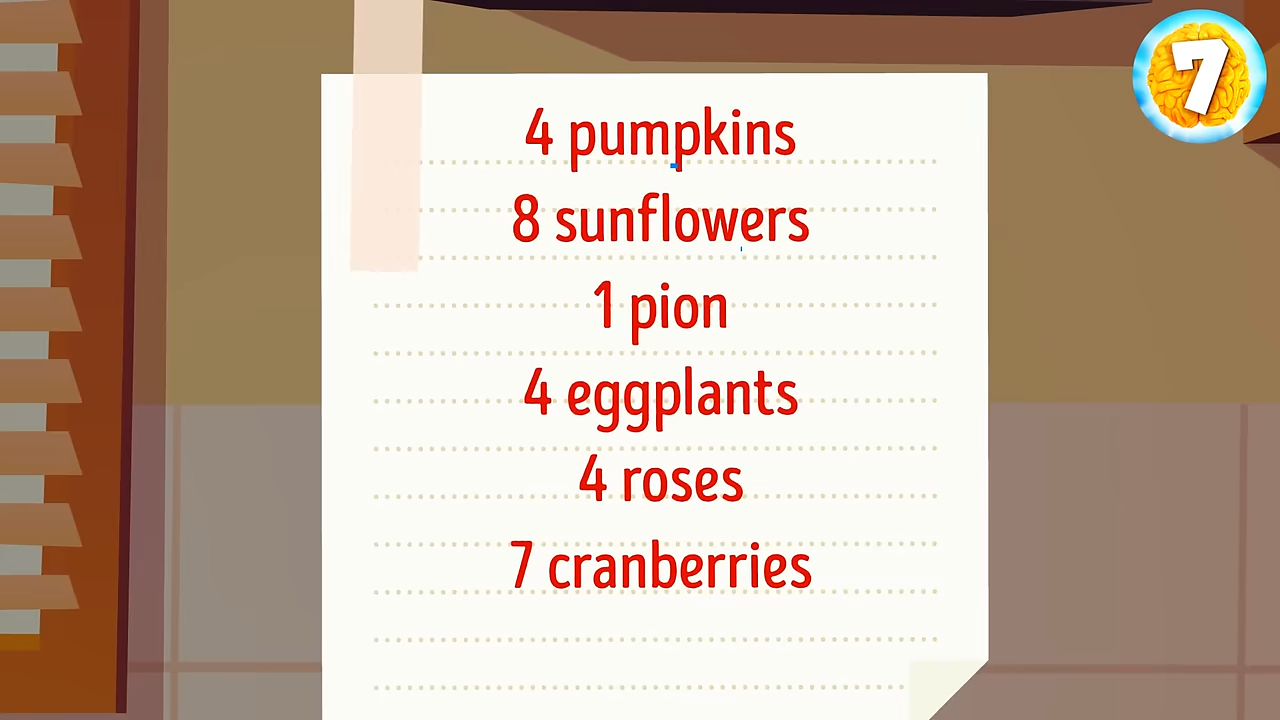 7
4 pumpkins
8 sunflowers
1 pion
4 eggplants
4 roses
7 cranberries